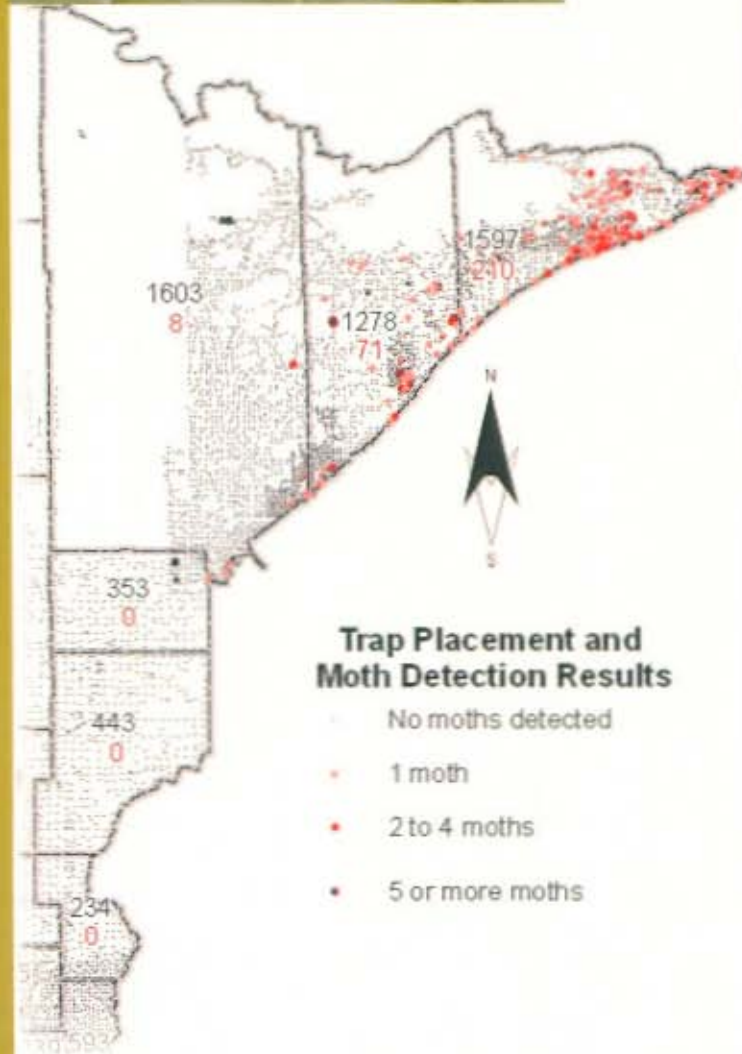 1597
210
1603
8
1278
71
N
S
353
0
443
0
Trap Placement and
Moth Detection Results
No moths detected
1 moth
2 to 4 moths
5 or more moths
234
0
593